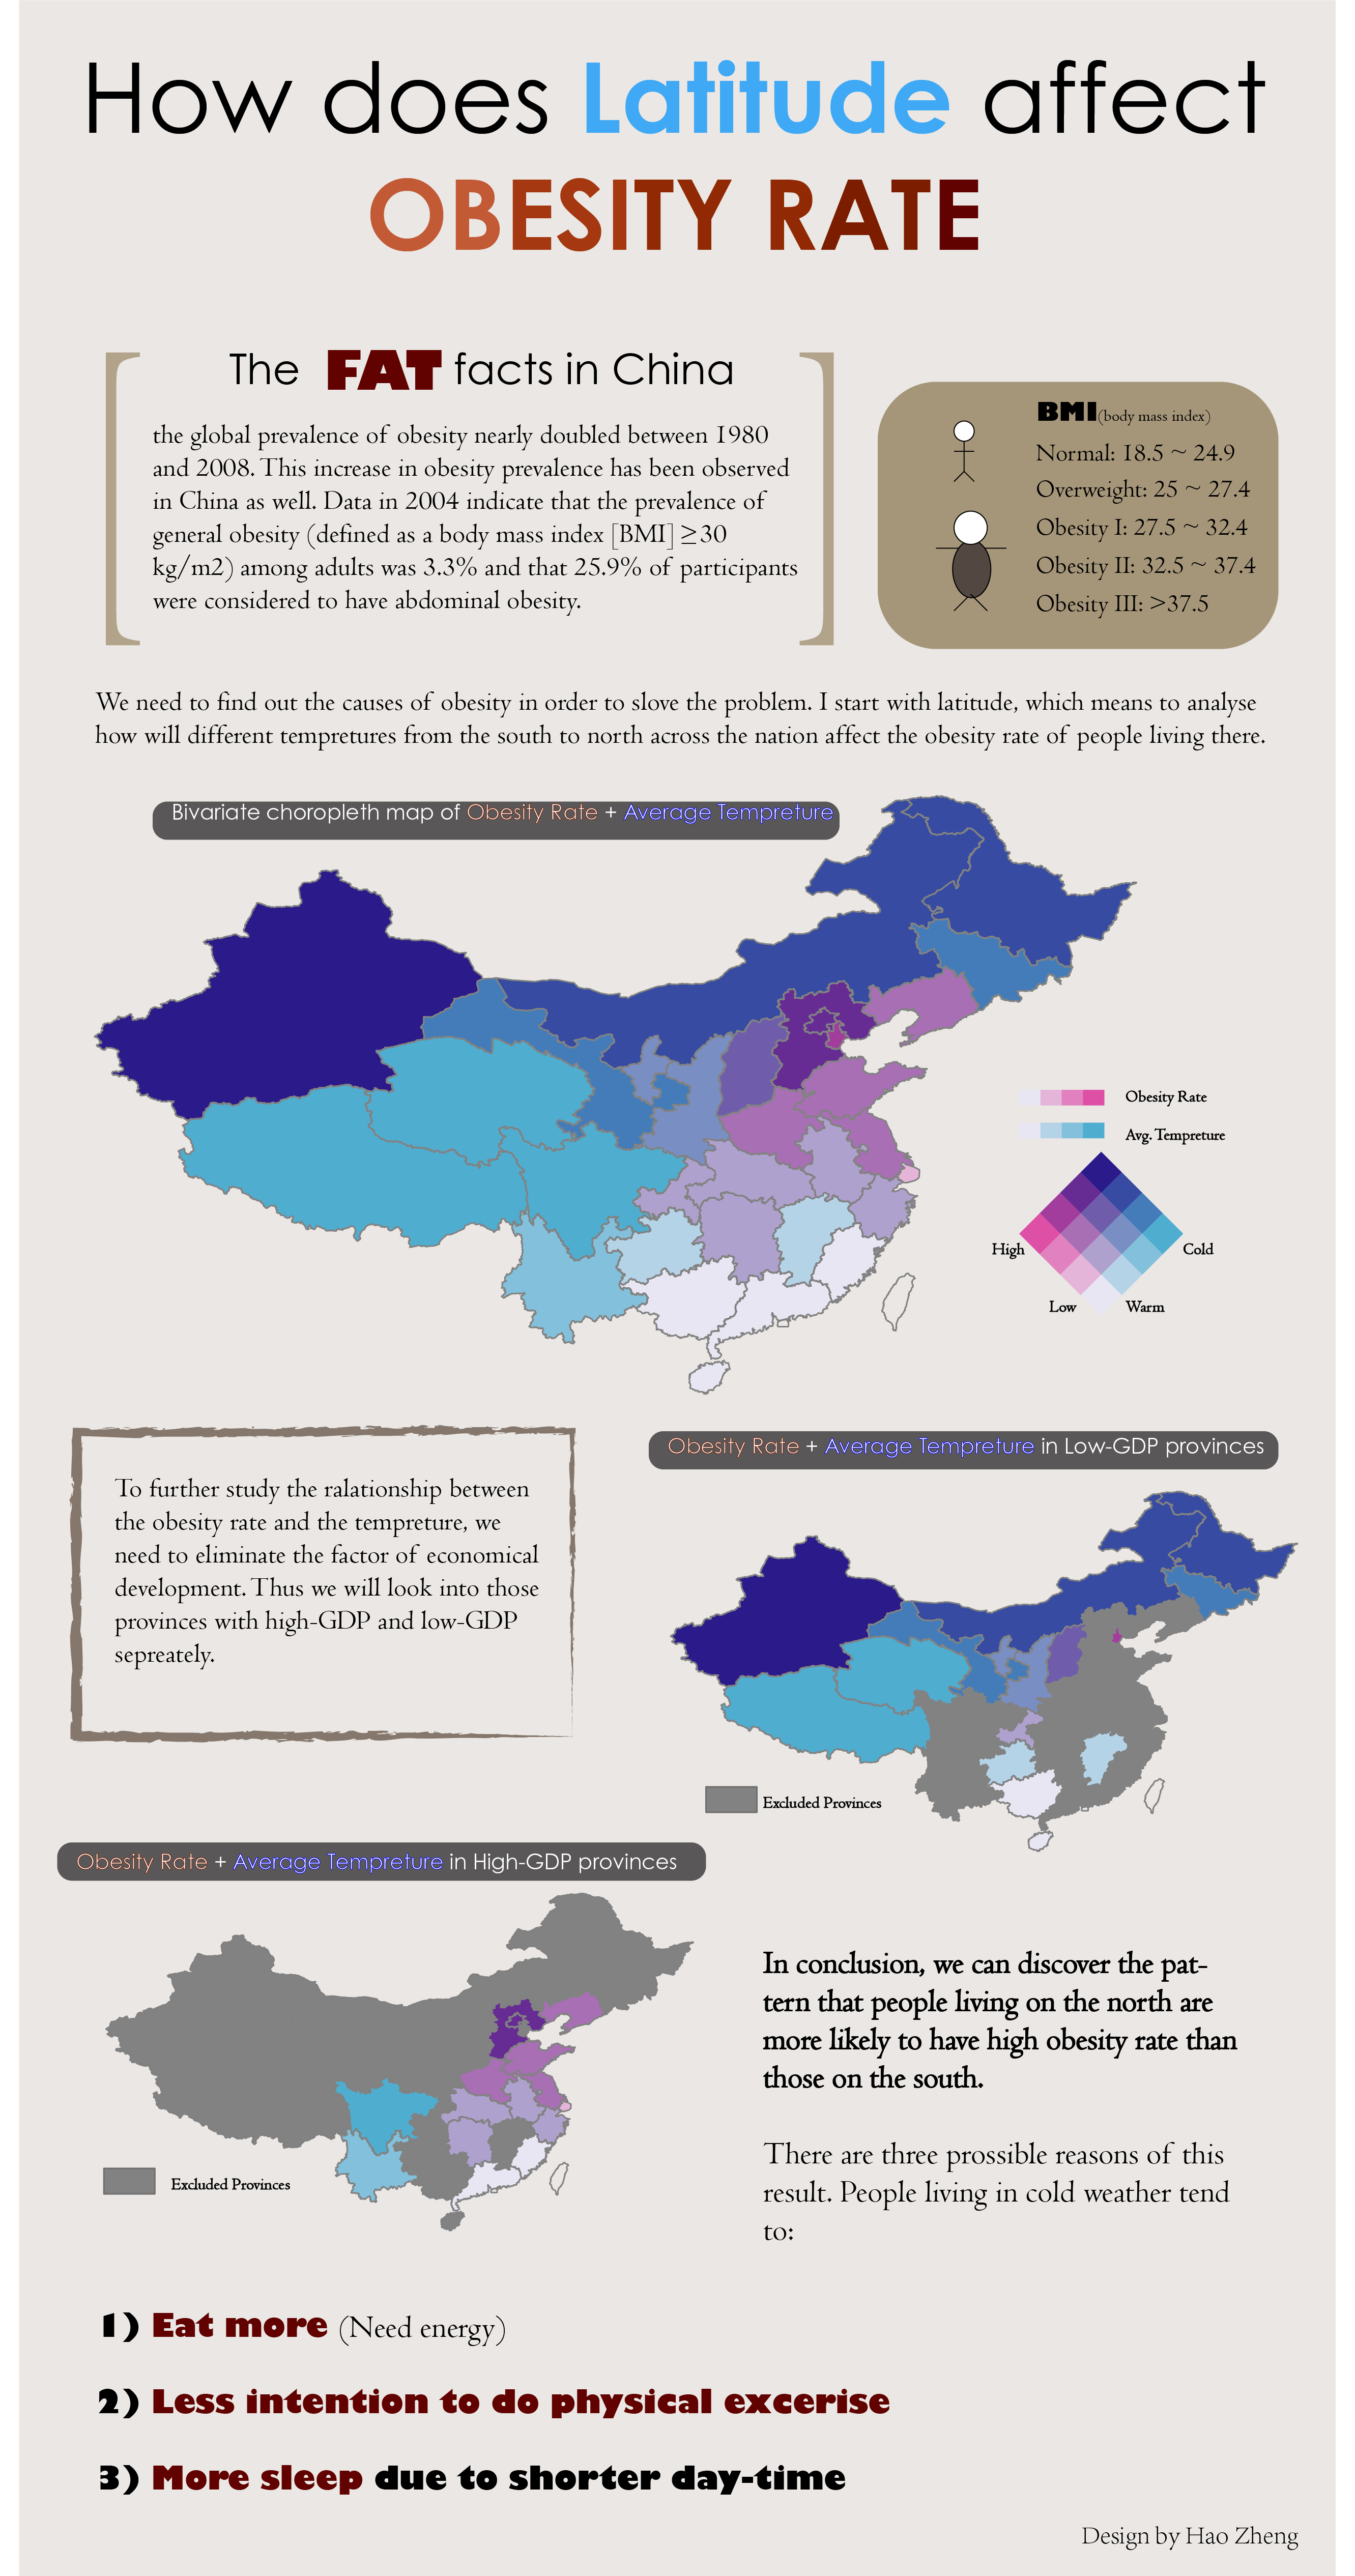 How does Latitude affect
OBESITY RATE
The FAT facts in China
the global prevalence of obesity nearly doubled between 1980
and 2008. This increase in obesity prevalence has been observed
in China as well. Data in 2004 indicate that the prevalence of
general obesity (defined as a body mass index [BMI] ≥30
kg/m2) among adults was 3.3% and that 25.9% of participants
were considered to have abdominal obesity.
BMI(body mass index)
Normal: 18.5 ~ 24.9
Overweight: 25 ~ 27.4
Obesity I: 27.5 ~ 32.4
Obesity II: 32.5 ~ 37.4
Obesity III: >37.5
We need to find out the causes of obesity in order to slove the problem. I start with latitude, which means to analyse
how will different tempretures from the south to north across the nation affect the obesity rate of people living there.
Bivariate choropleth map of Obesity Rate + Average Tempreture
Obesity Rate
Avg. Tempreture
High
Cold
Low
Warm
To further study the ralationship between
the obesity rate and the tempreture, we
need to eliminate the factor of economical
development. Thus we will look into those
provinces with high-GDP and low-GDP
sepreately.
Obesity Rate + Average Tempreture in Low-GDP provinces
Excluded Provinces
Obesity Rate + Average Tempreture in High-GDP provinces
Excluded Provinces
In conclusion, we can discover the pat-
tern that people living on the north are
more likely to have high obesity rate than
those on the south.
There are three prossible reasons of this
result. People living in cold weather tend
to:
1) Eat more (Need energy)
2) Less intention to do physical excerise
3) More sleep due to shorter day-time
Design by Hao Zheng